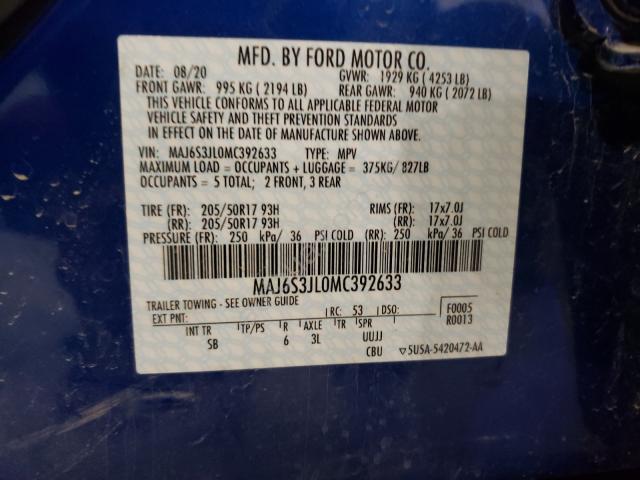 MFD. BY FORD MOTOR CO.
DATE: 08/20 GVWR: 1929 KG ( 4253 LB)
FRONT GAWR: 995 KG ( 2194 LB) REAR GAWR: 940 KG ( 2072 LB)
THIS VEHICLE CONFORMS TO ALL APPLICABLE FEDERAL MOTOR
VEHICLE SAFETY AND THEFT PREVENTION STANDARDS
IN EFFECT ON THE DATE OF MANUFACTURE SHOWN ABOVE.
VIN: MAJ6S3JL0MC392633 TYPE: MPV
MAXIMUM LOAD = OCCUPANTS + LUGGAGE = 375KG/ 827LB
OCCUPANTS = 5 TOTAL; 2 FRONT, 3 REAR
TIRE (FR): 205/50R17 93H RIMS (FR): 17x7.0J
(RR): 205/50R17 93H (RR): 17x7.0J
PRESSURE (FR): 250 kPa/ 36 PSI COLD (RR): 250 kPa/36 PSI COLD
MAJ6S3JL0MC392633
TRAILER TOWING - SEE OWNER GUIDE
EXT PNT: RC: 53 DSO: F0005
R0013
INT TR TP/PS R AXLE TR SPR
SB 6 3L UUJJ
CBU ▽5U5A-5420472-AA